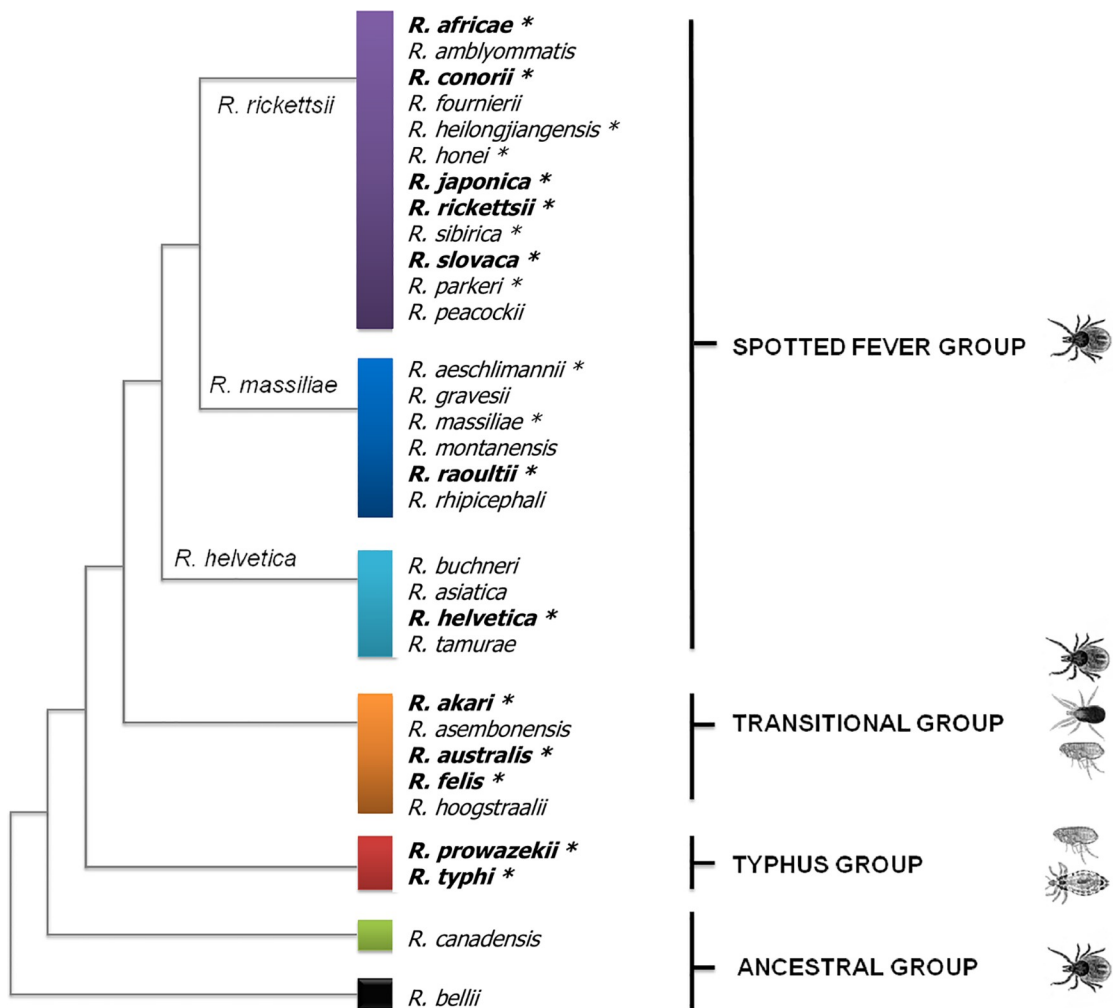 R. rickettsii
R. africae *
R. amblyommatis
R. conorii *
R. fournierii
R. heilongjiangensis *
R. honei *
R. japonica *
R. rickettsii *
R. sibirica *
R. slovaca *
R. parkeri *
R. peacockii
R. massiliae
R. aeschlimannii *
R. gravesii
R. massiliae *
R. montanensis
R. raoultii *
R. rhipicephali
R. helvetica
R. buchneri
R. asiatica
R. helvetica *
R. tamurae
SPOTTED FEVER GROUP
R. akari *
R. asembonensis
R. australis *
R. felis *
R. hoogstraalii
TRANSITIONAL GROUP
R. prowazekii *
R. typhi *
TYPHUS GROUP
R. canadensis
R. bellii
ANCESTRAL GROUP